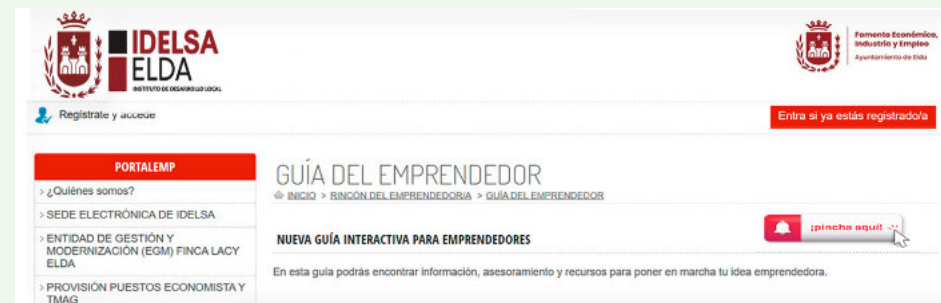 IDELSA
ELDA
INSTITUTO DE DESARROLLO LOCAL
Fomento Económico,
Industria y Empleo
Ayuntamiento de Elda
Regístrate y accede
Entra si ya estás registrado/a
PORTALEMP
> ¿Quiénes somos?
> SEDE ELECTRÓNICA DE IDELSA
> ENTIDAD DE GESTIÓN Y
MODERNIZACIÓN (EGM) FINCA LACY
ELDA
> PROVISIÓN PUESTOS ECONOMISTA Y
TMAG
GUÍA DEL EMPRENDEDOR
INICIO > RINCÓN DEL EMPRENDEDOR/A > GUÍA DEL EMPRENDEDOR
¡pincha aquí!
NUEVA GUÍA INTERACTIVA PARA EMPRENDEDORES
En esta guía podrás encontrar información, asesoramiento y recursos para poner en marcha tu idea emprendedora.